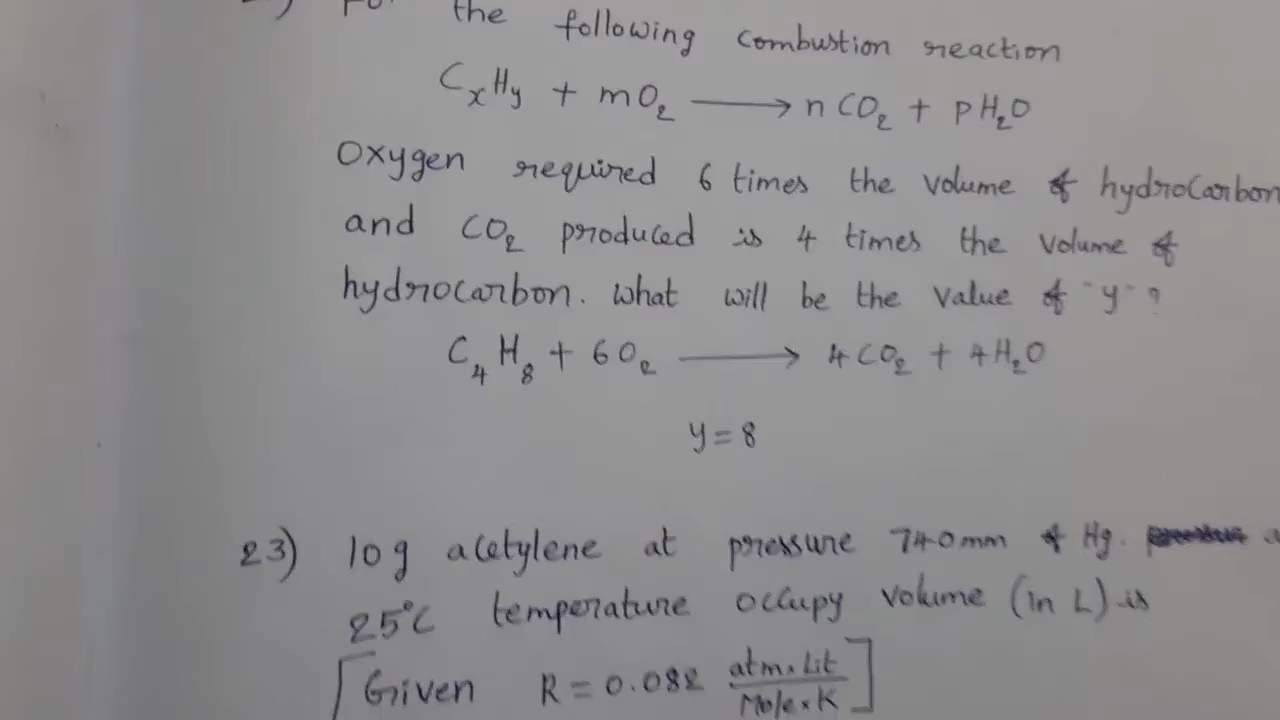 the following combustion reaction
CₓHᵧ + mO₂ ⟶ nCO₂ + pH₂O
Oxygen required 6 times the volume of hydrocarbon
and CO₂ produced is 4 times the volume of
hydrocarbon. What will be the value of "y"?
C₄H₈ + 6O₂ ⟶ 4CO₂ + 4H₂O
y = 8
23) 10g acetylene at pressure 740mm of Hg.
25°C temperature occupy volume (in L) is
[Given R = 0.082 atm.Lit/Mole.K]